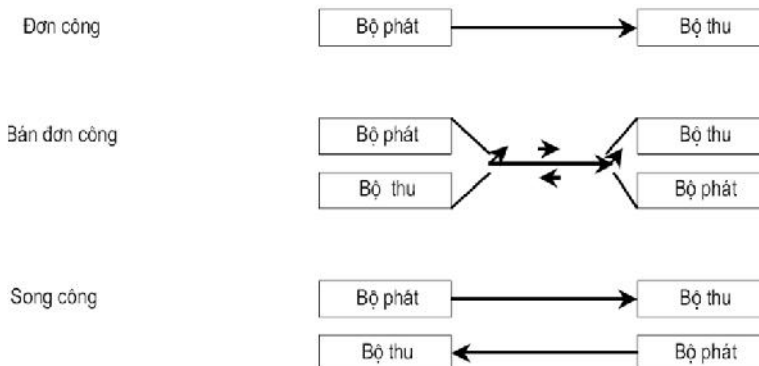 Đơn công Bộ phát Bộ thu
Bán đơn công Bộ phát Bộ thu
Bộ thu Bộ phát
Song công Bộ phát Bộ thu
Bộ thu Bộ phát